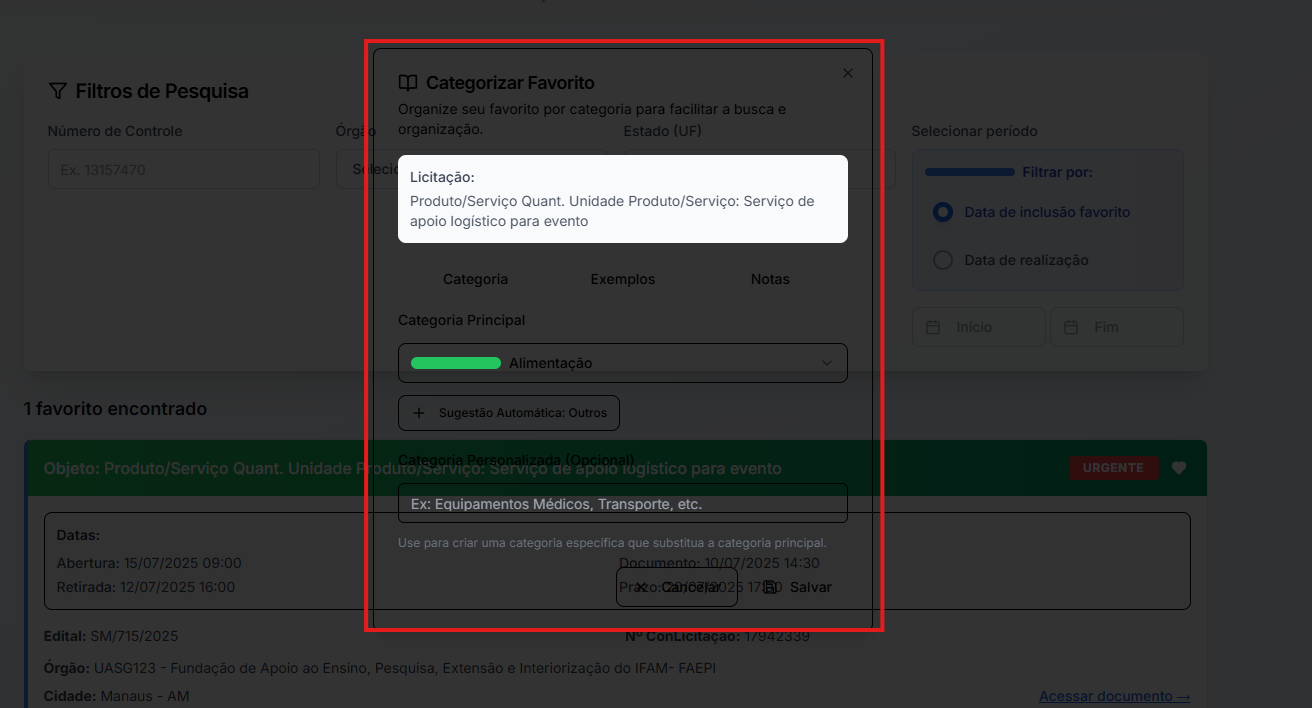 Filtros de Pesquisa
Número de Controle
Ex. 13157470
Órgão
Estado (UF)
Selecionar período
Filtrar por:
Data de inclusão favorito
Data de realização
Início
Fim
Categorizar Favorito
Organize seu favorito por categoria para facilitar a busca e
organização.
Licitação:
Produto/Serviço Quant. Unidade Produto/Serviço: Serviço de
apoio logístico para evento
Categoria
Exemplos
Notas
Categoria Principal
Alimentação
Sugestão Automática: Outros
Categoria Personalizada (Opcional)
Ex: Equipamentos Médicos, Transporte, etc.
Use para criar uma categoria específica que substitua a categoria principal.
Cancelar
Salvar
1 favorito encontrado
Objeto: Produto/Serviço Quant. Unidade Produto/Serviço: Serviço de apoio logístico para evento
URGENTE
Datas:
Abertura: 15/07/2025 09:00
Documento: 10/07/2025 14:30
Retirada: 12/07/2025 16:00
Prazo:
Edital: SM/715/2025
Nº ConLicitação: 17942339
Órgão: UASG123 - Fundação de Apoio ao Ensino, Pesquisa, Extensão e Interiorização do IFAM- FAEPI
Cidade: Manaus - AM
Acessar documento →